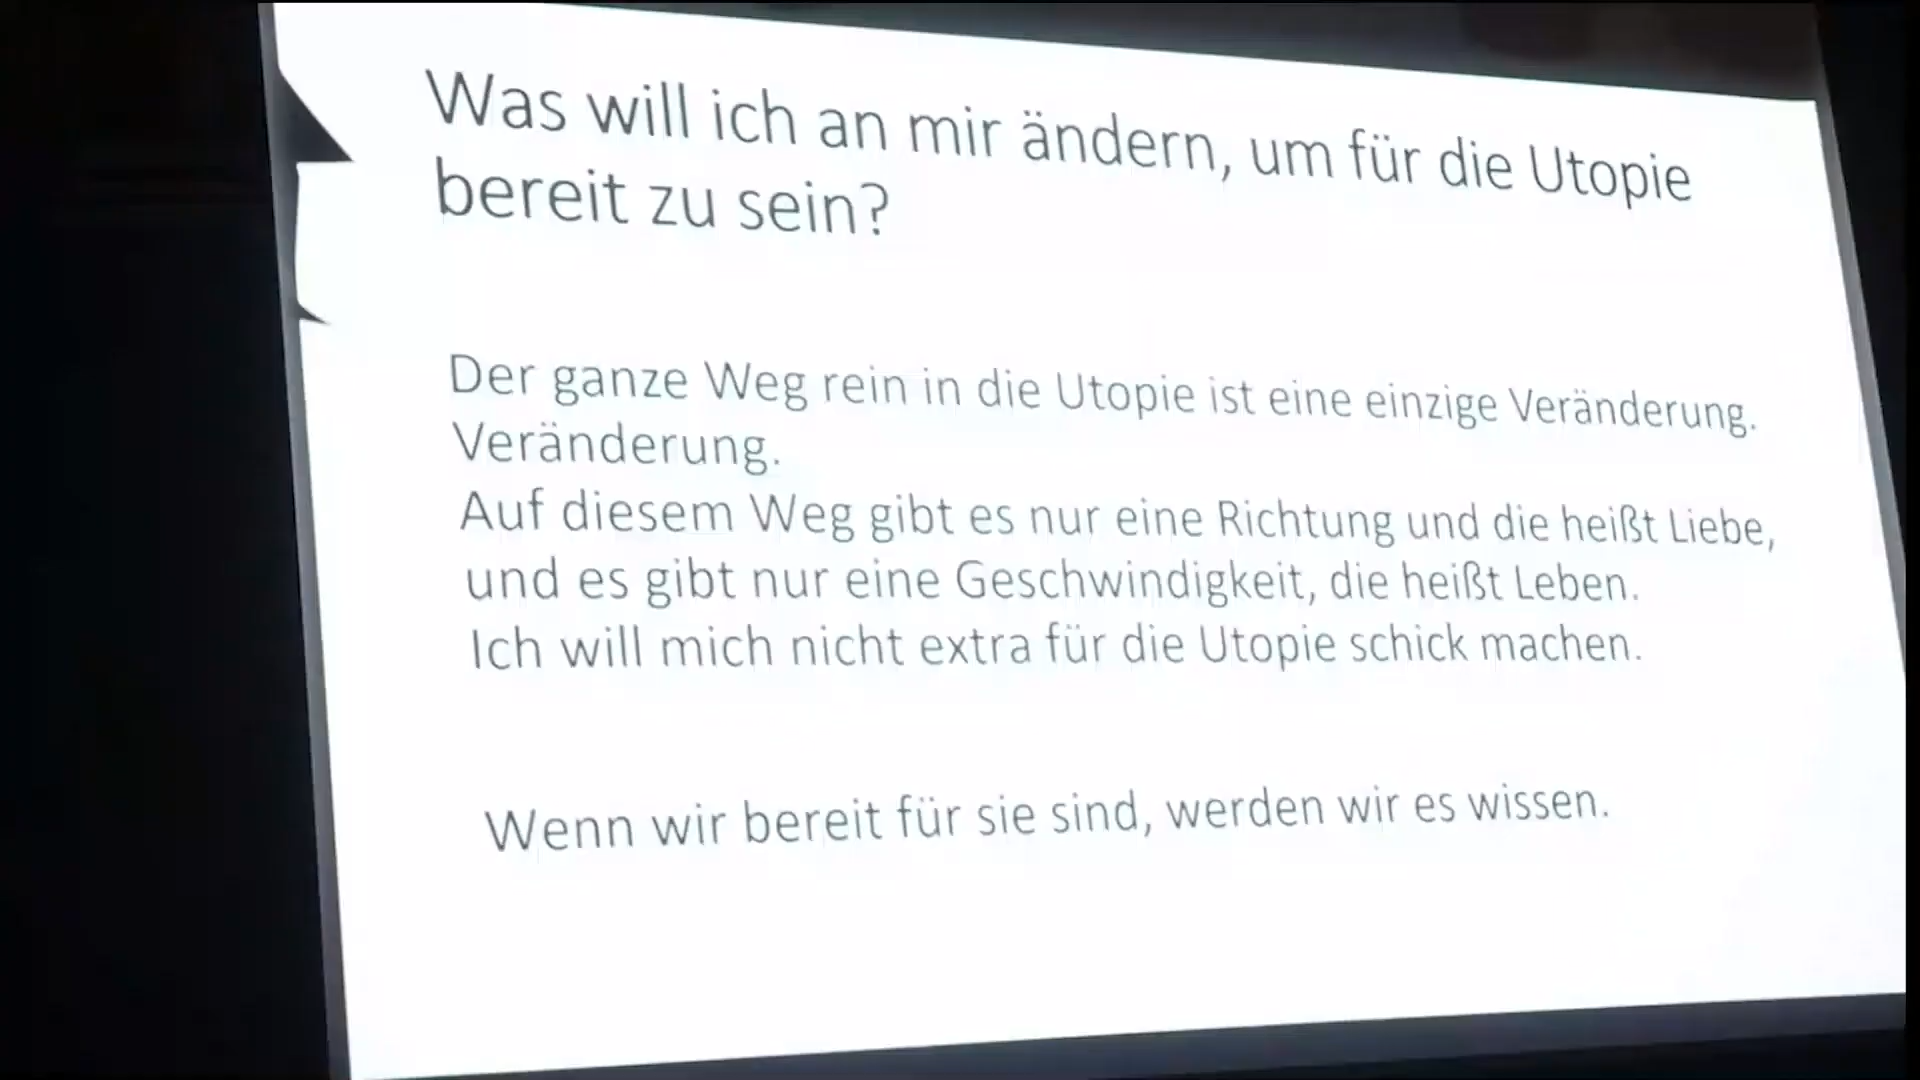 Was will ich an mir ändern, um für die Utopie
bereit zu sein?
Der ganze Weg rein in die Utopie ist eine einzige Veränderung.
Veränderung.
Auf diesem Weg gibt es nur eine Richtung und die heißt Liebe,
und es gibt nur eine Geschwindigkeit, die heißt Leben.
Ich will mich nicht extra für die Utopie schick machen.
Wenn wir bereit für sie sind, werden wir es wissen.